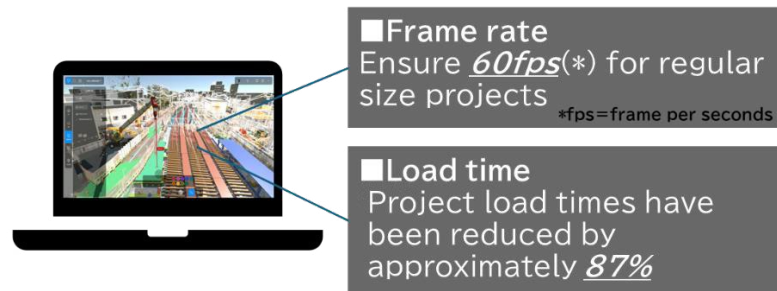 ■Frame rate
Ensure 60fps(*) for regular
size projects
*fps=frame per seconds
■Load time
Project load times have
been reduced by
approximately 87%